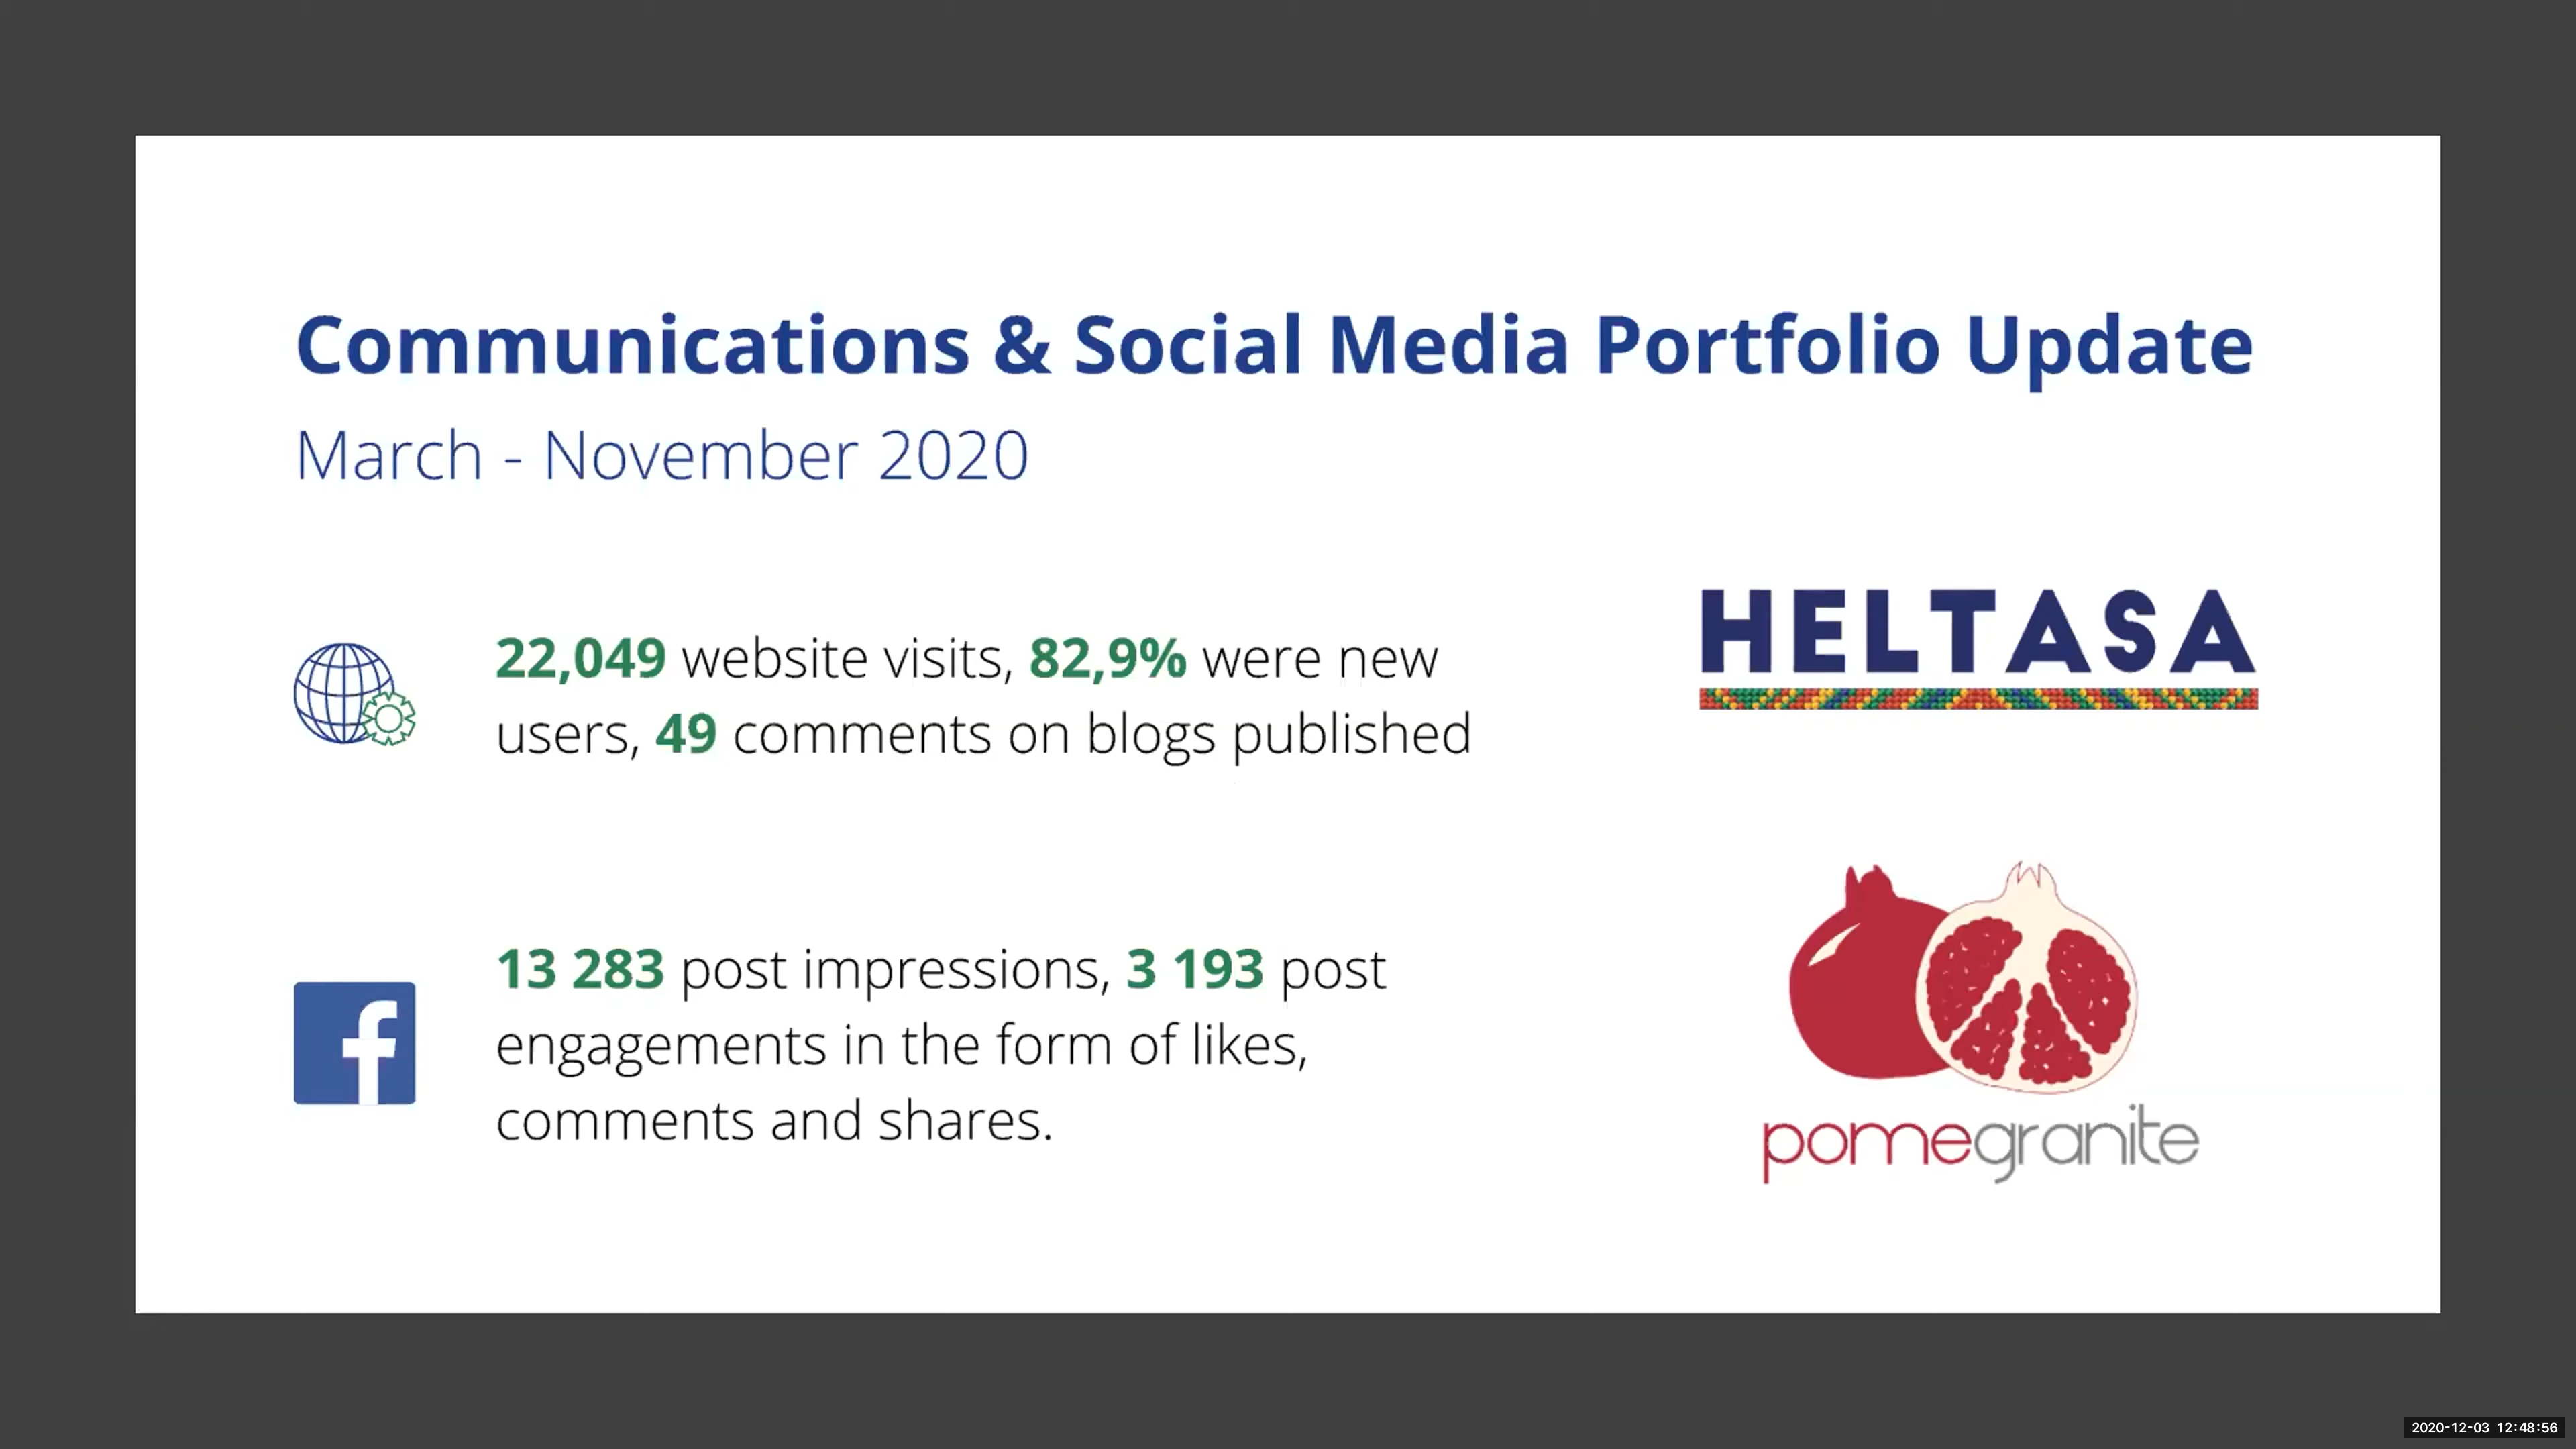 Communications & Social Media Portfolio Update
March - November 2020
22,049 website visits, 82,9% were new
users, 49 comments on blogs published
HELTASA
13 283 post impressions, 3 193 post
engagements in the form of likes,
comments and shares.
pomegranite
2020-12-03 12:48:56